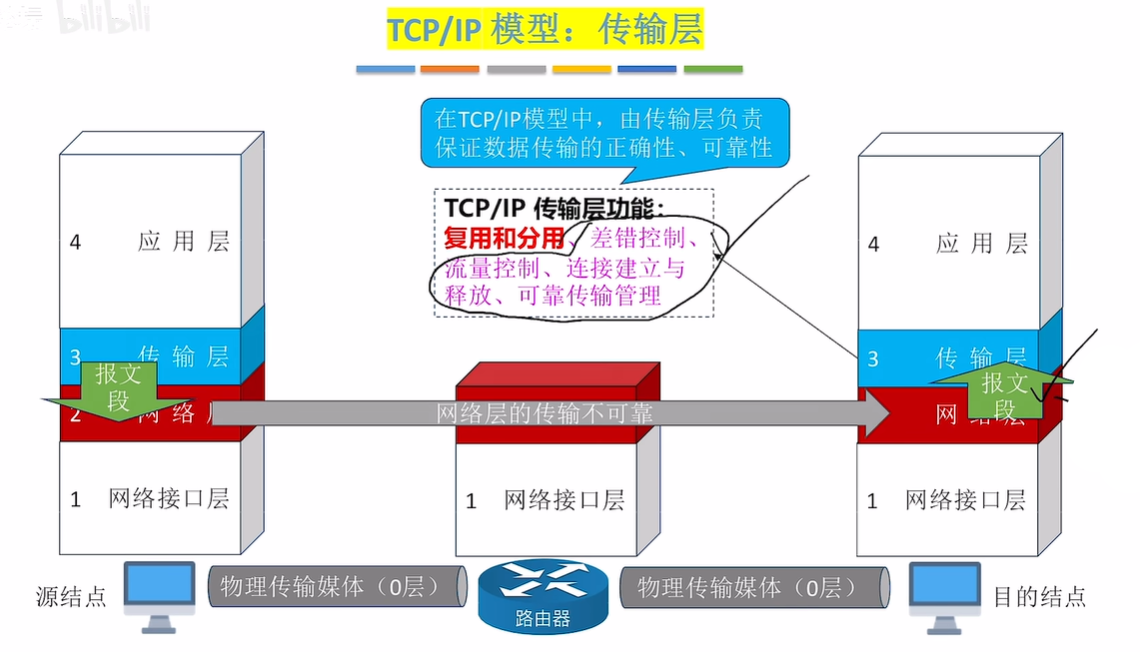 bilibili
TCP/IP 模型：传输层
在TCP/IP模型中，由传输层负责
保证数据传输的正确性、可靠性
TCP/IP 传输层功能：
复用和分用、差错控制、
流量控制、连接建立与
释放、可靠传输管理
4 应用层
3 传输层
报文
段
2 网络层
1 网络接口层
网络层的传输不可靠
1 网络接口层
4 应用层
3 传输层
报文
段
网络层
1 网络接口层
源结点
物理传输媒体（0层）
路由器
物理传输媒体（0层）
目的结点